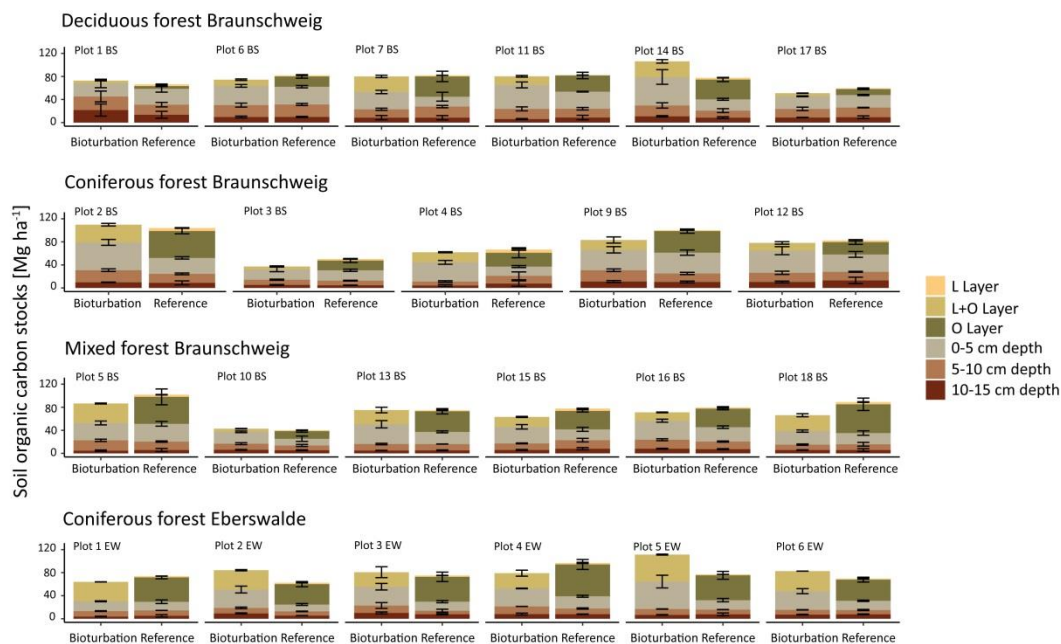 Deciduous forest Braunschweig
Plot 1 BS Plot 6 BS Plot 7 BS Plot 11 BS Plot 14 BS Plot 17 BS
120
80
40
0
Bioturbation Reference Bioturbation Reference Bioturbation Reference Bioturbation Reference Bioturbation Reference Bioturbation Reference
Coniferous forest Braunschweig
Plot 2 BS Plot 3 BS Plot 4 BS Plot 9 BS Plot 12 BS
120
80
40
0
Bioturbation Reference Bioturbation Reference Bioturbation Reference Bioturbation Reference Bioturbation Reference
Mixed forest Braunschweig
Plot 5 BS Plot 10 BS Plot 13 BS Plot 15 BS Plot 16 BS Plot 18 BS
120
80
40
0
Bioturbation Reference Bioturbation Reference Bioturbation Reference Bioturbation Reference Bioturbation Reference Bioturbation Reference
Coniferous forest Eberswalde
Plot 1 EW Plot 2 EW Plot 3 EW Plot 4 EW Plot 5 EW Plot 6 EW
120
80
40
0
Bioturbation Reference Bioturbation Reference Bioturbation Reference Bioturbation Reference Bioturbation Reference Bioturbation Reference
Soil organic carbon stocks [Mg ha⁻¹]
L Layer
L+O Layer
O Layer
0-5 cm depth
5-10 cm depth
10-15 cm depth